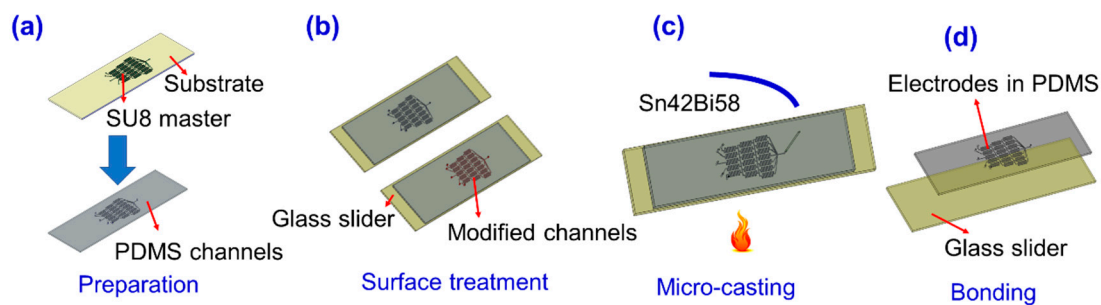 (a)
Substrate
SU8 master
PDMS channels
Preparation
(b)
Glass slider
Modified channels
Surface treatment
(c)
Sn42Bi58
Micro-casting
(d)
Electrodes in PDMS
Glass slider
Bonding